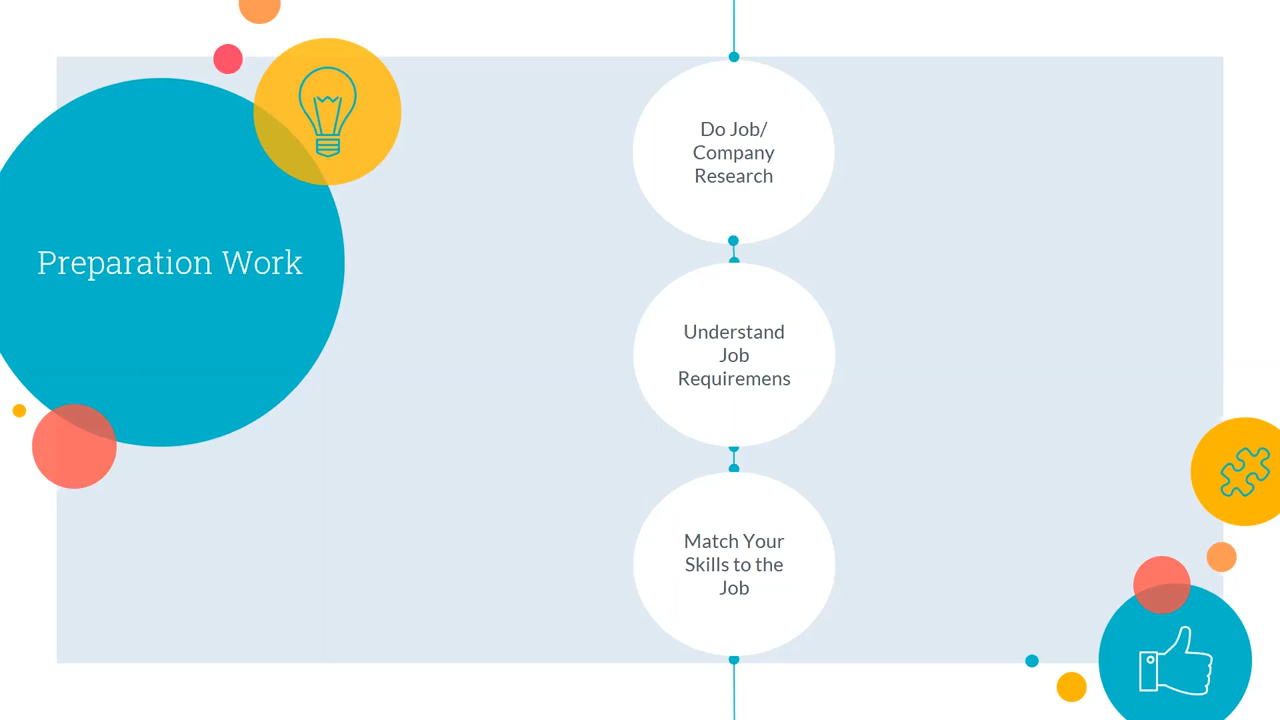 Preparation Work
Do Job/
Company
Research
Understand
Job
Requiremens
Match Your
Skills to the
Job